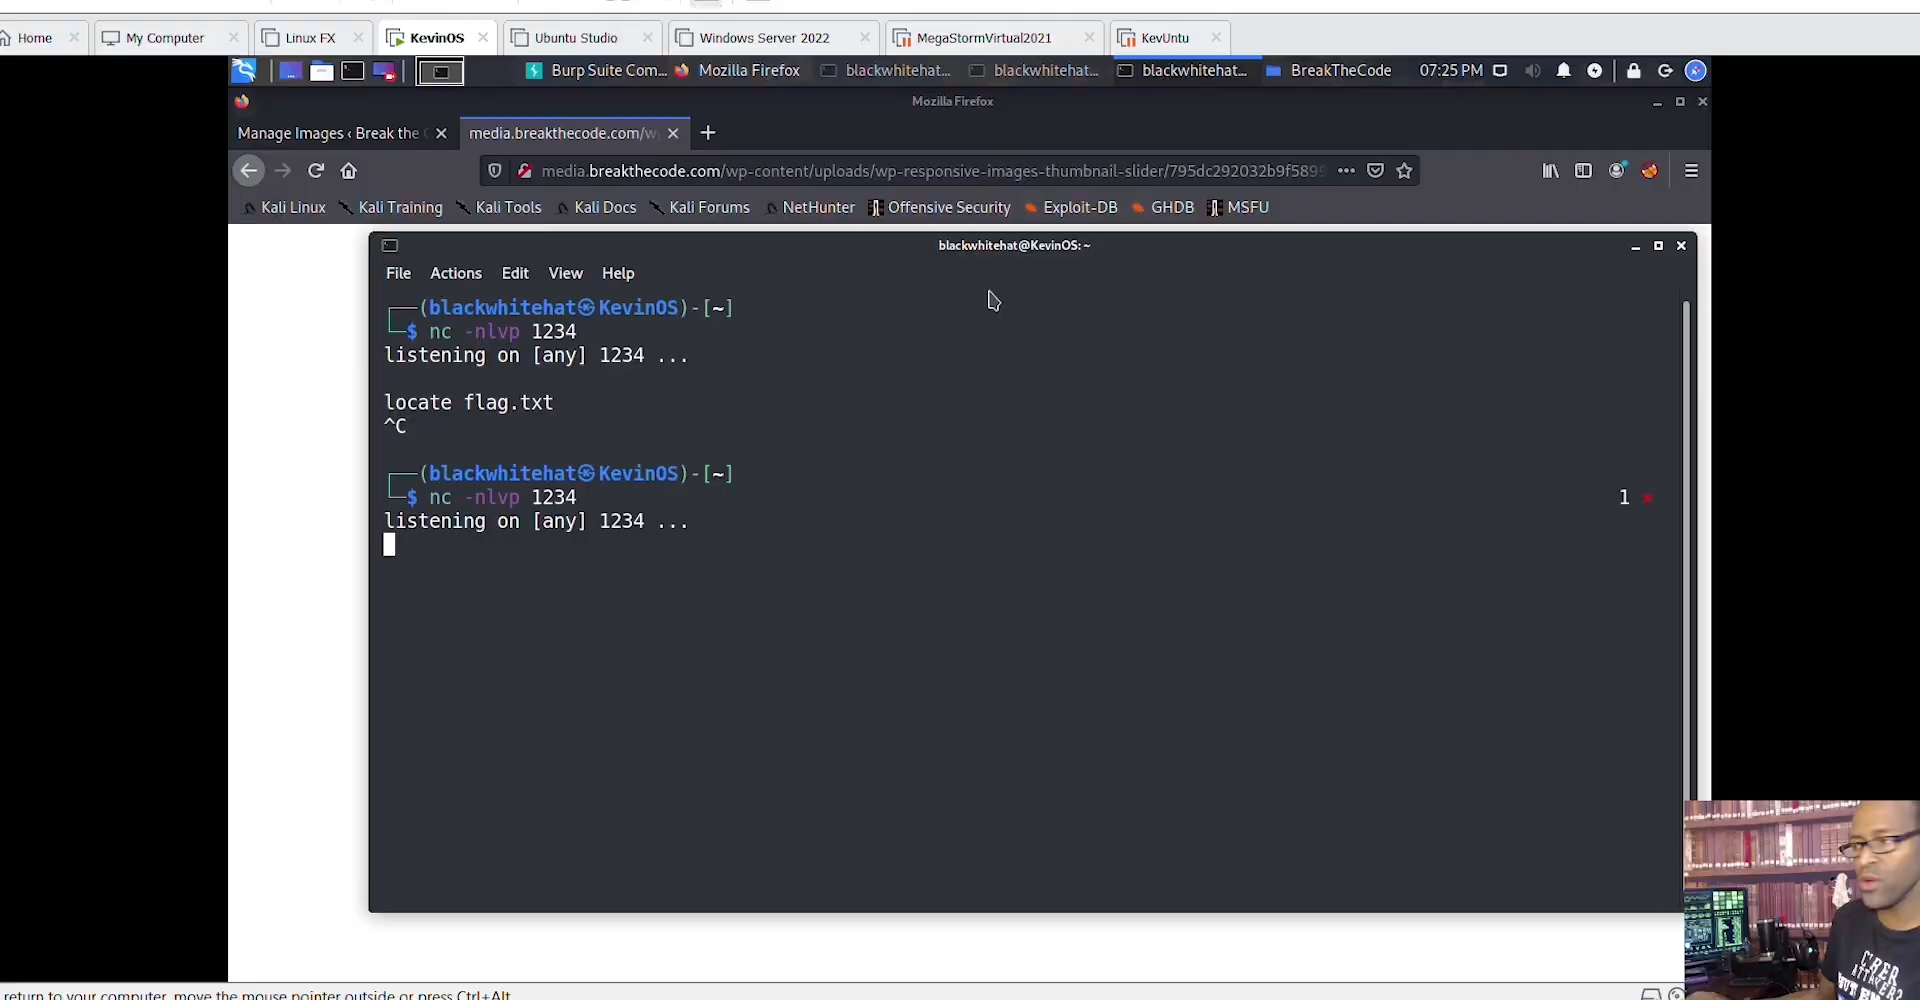 Home
My Computer
Linux FX
KevinOS
Ubuntu Studio
Windows Server 2022
MegaStormVirtual2021
KevUntu
Burp Suite Com...
Mozilla Firefox
blackwhitehat...
blackwhitehat...
blackwhitehat...
BreakTheCode
07:25 PM
Mozilla Firefox
Manage Images ‹ Break the
media.breakthecode.com/w
media.breakthecode.com/wp-content/uploads/wp-responsive-images-thumbnail-slider/795dc292032b9f5899
Kali Linux
Kali Training
Kali Tools
Kali Docs
Kali Forums
NetHunter
Offensive Security
Exploit-DB
GHDB
MSFU
blackwhitehat@KevinOS: ~
File Actions Edit View Help
(blackwhitehat㉿KevinOS)-[~]
$ nc -nlvp 1234
listening on [any] 1234 ...
locate flag.txt
^C
(blackwhitehat㉿KevinOS)-[~]
$ nc -nlvp 1234
1 ⨯
listening on [any] 1234 ...
return to your computer, move the mouse pointer outside or press Ctrl+Alt.
CYBER